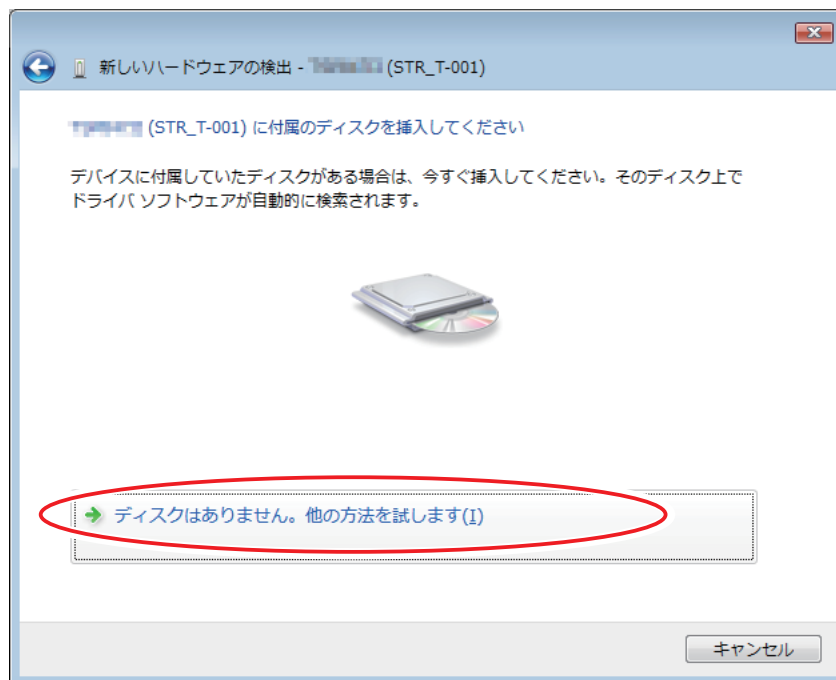 新しいハードウェアの検出 - (STR_T-001)
(STR_T-001) に付属のディスクを挿入してください
デバイスに付属していたディスクがある場合は、今すぐ挿入してください。そのディスク上で
ドライバ ソフトウェアが自動的に検索されます。
ディスクはありません。他の方法を試します(I)
キャンセル